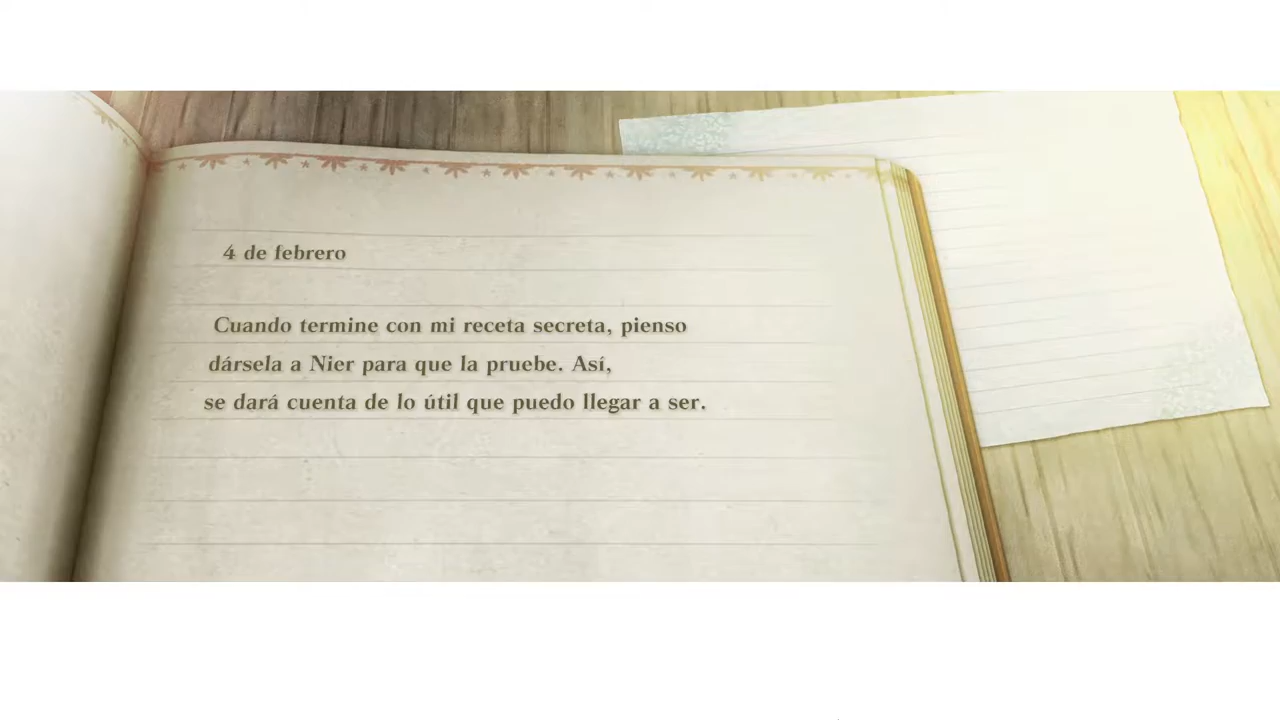 4 de febrero
Cuando termine con mi receta secreta, pienso
dársela a Nier para que la pruebe. Así,
se dará cuenta de lo útil que puedo llegar a ser.